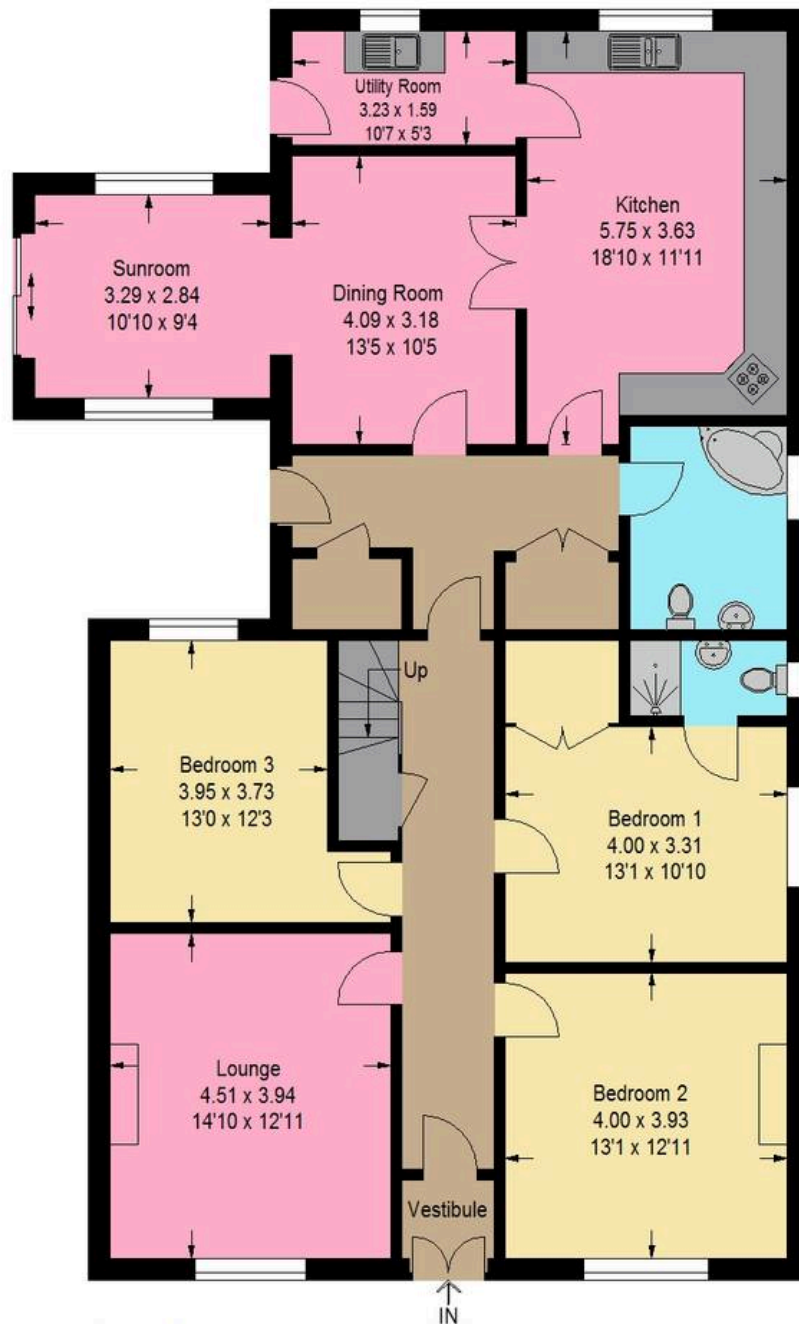 Utility Room
3.23 x 1.59
10'7 x 5'3
Kitchen
5.75 x 3.63
18'10 x 11'11
Sunroom
3.29 x 2.84
10'10 x 9'4
Dining Room
4.09 x 3.18
13'5 x 10'5
Up
Bedroom 3
3.95 x 3.73
13'0 x 12'3
Bedroom 1
4.00 x 3.31
13'1 x 10'10
Lounge
4.51 x 3.94
14'10 x 12'11
Bedroom 2
4.00 x 3.93
13'1 x 12'11
Vestibule
IN